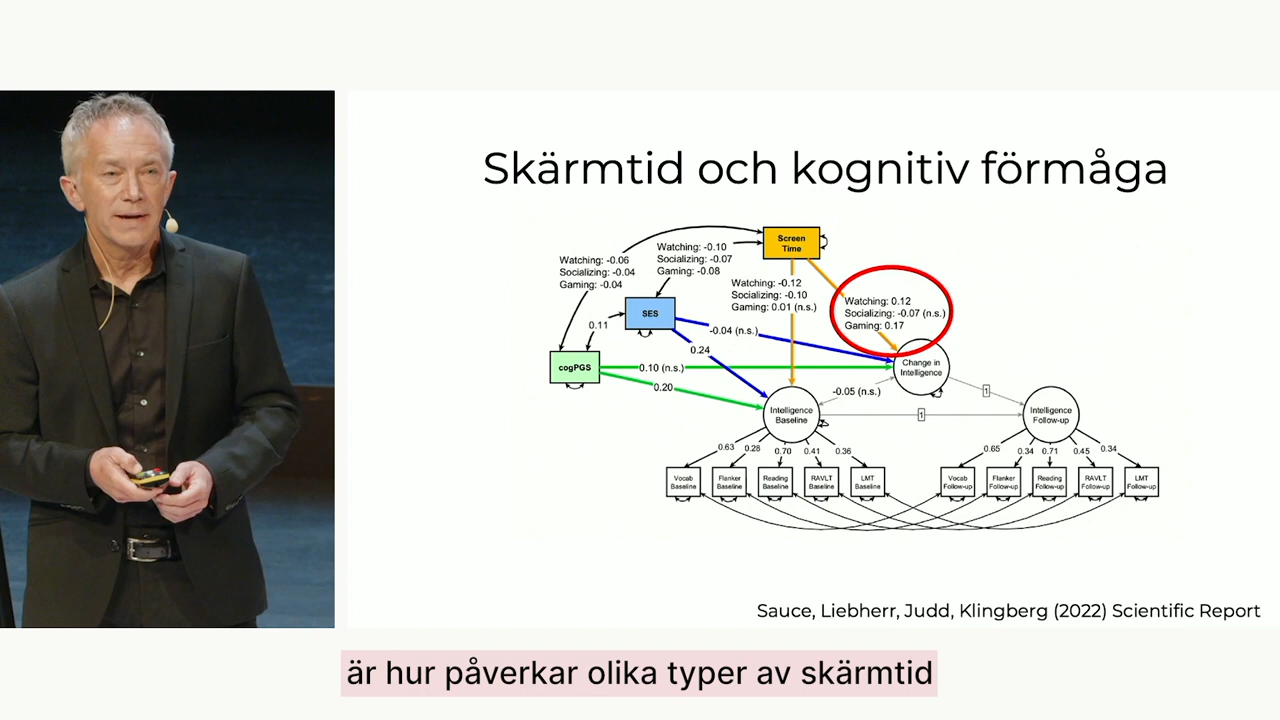 Skärmtid och kognitiv förmåga
Screen
Time
Watching: -0.10
Socializing: -0.07
Gaming: -0.08
Watching: -0.06
Socializing: -0.04
Gaming: -0.04
Watching: -0.12
Socializing: -0.10
Gaming: 0.01 (n.s.)
Watching: 0.12
Socializing: -0.07 (n.s.)
Gaming: 0.17
SES
0.11
-0.04 (n.s.)
0.24
cogPGS
0.10 (n.s.)
0.20
Change in
Intelligence
-0.05 (n.s.)
1
Intelligence
Baseline
1
Intelligence
Follow-up
0.63 0.28 0.70 0.41 0.36
0.65 0.34 0.71 0.45 0.34
Vocab
Baseline
Flanker
Baseline
Reading
Baseline
RAVLT
Baseline
LMT
Baseline
Vocab
Follow-up
Flanker
Follow-up
Reading
Follow-up
RAVLT
Follow-up
LMT
Follow-up
Sauce, Liebherr, Judd, Klingberg (2022) Scientific Report
är hur påverkar olika typer av skärmtid